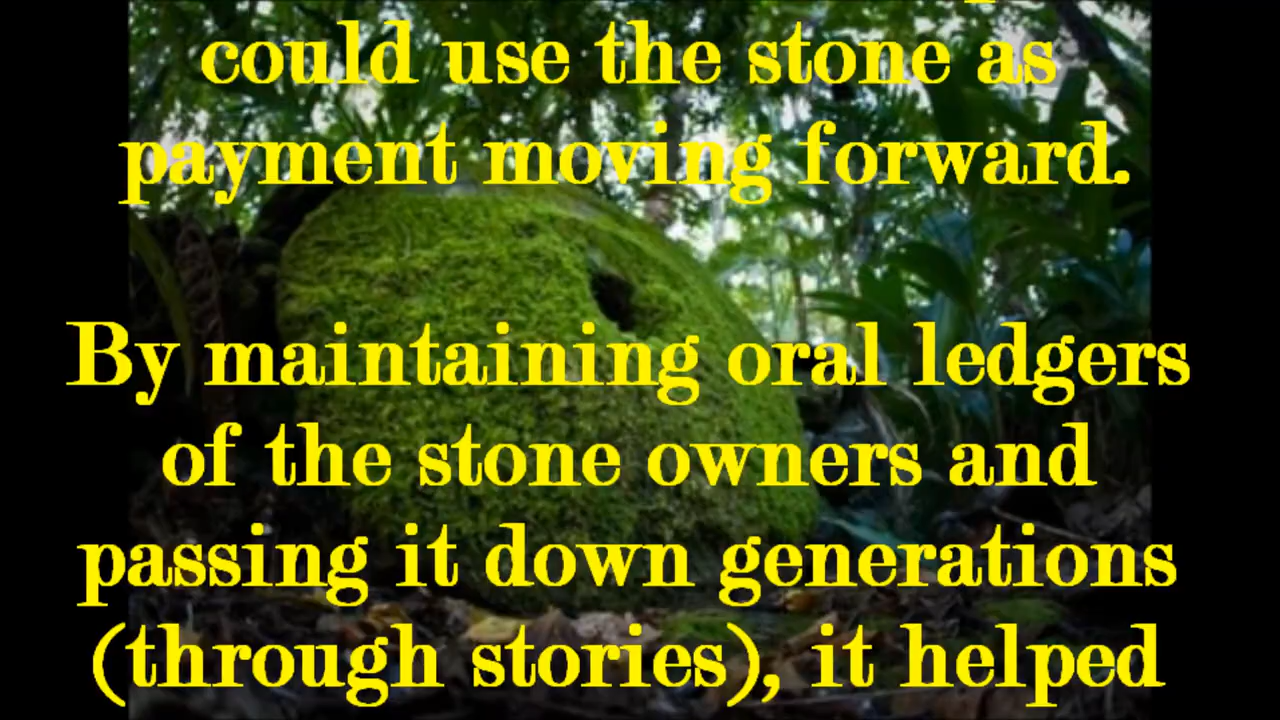 could use the stone as
payment moving forward.
By maintaining oral ledgers
of the stone owners and
passing it down generations
(through stories), it helped